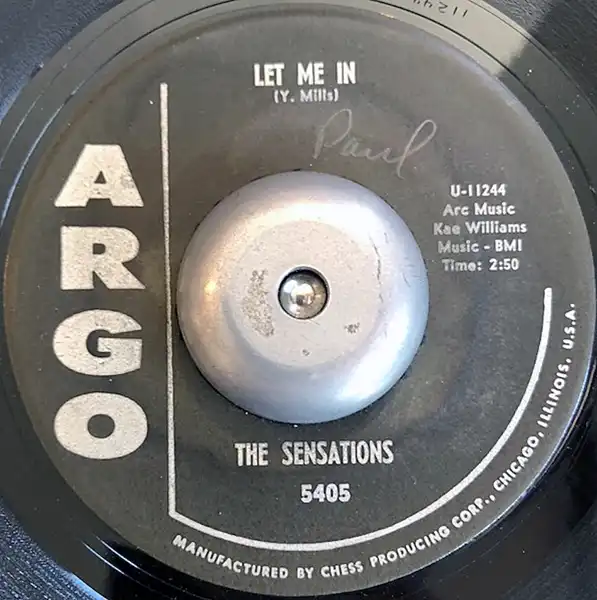 LET ME IN
(Y. Mills)
Paul
ARGO
U-11244
Arc Music
Kae Williams
Music - BMI
Time: 2:50
THE SENSATIONS
5405
MANUFACTURED BY CHESS PRODUCING CORP., CHICAGO, ILLINOIS, U.S.A.